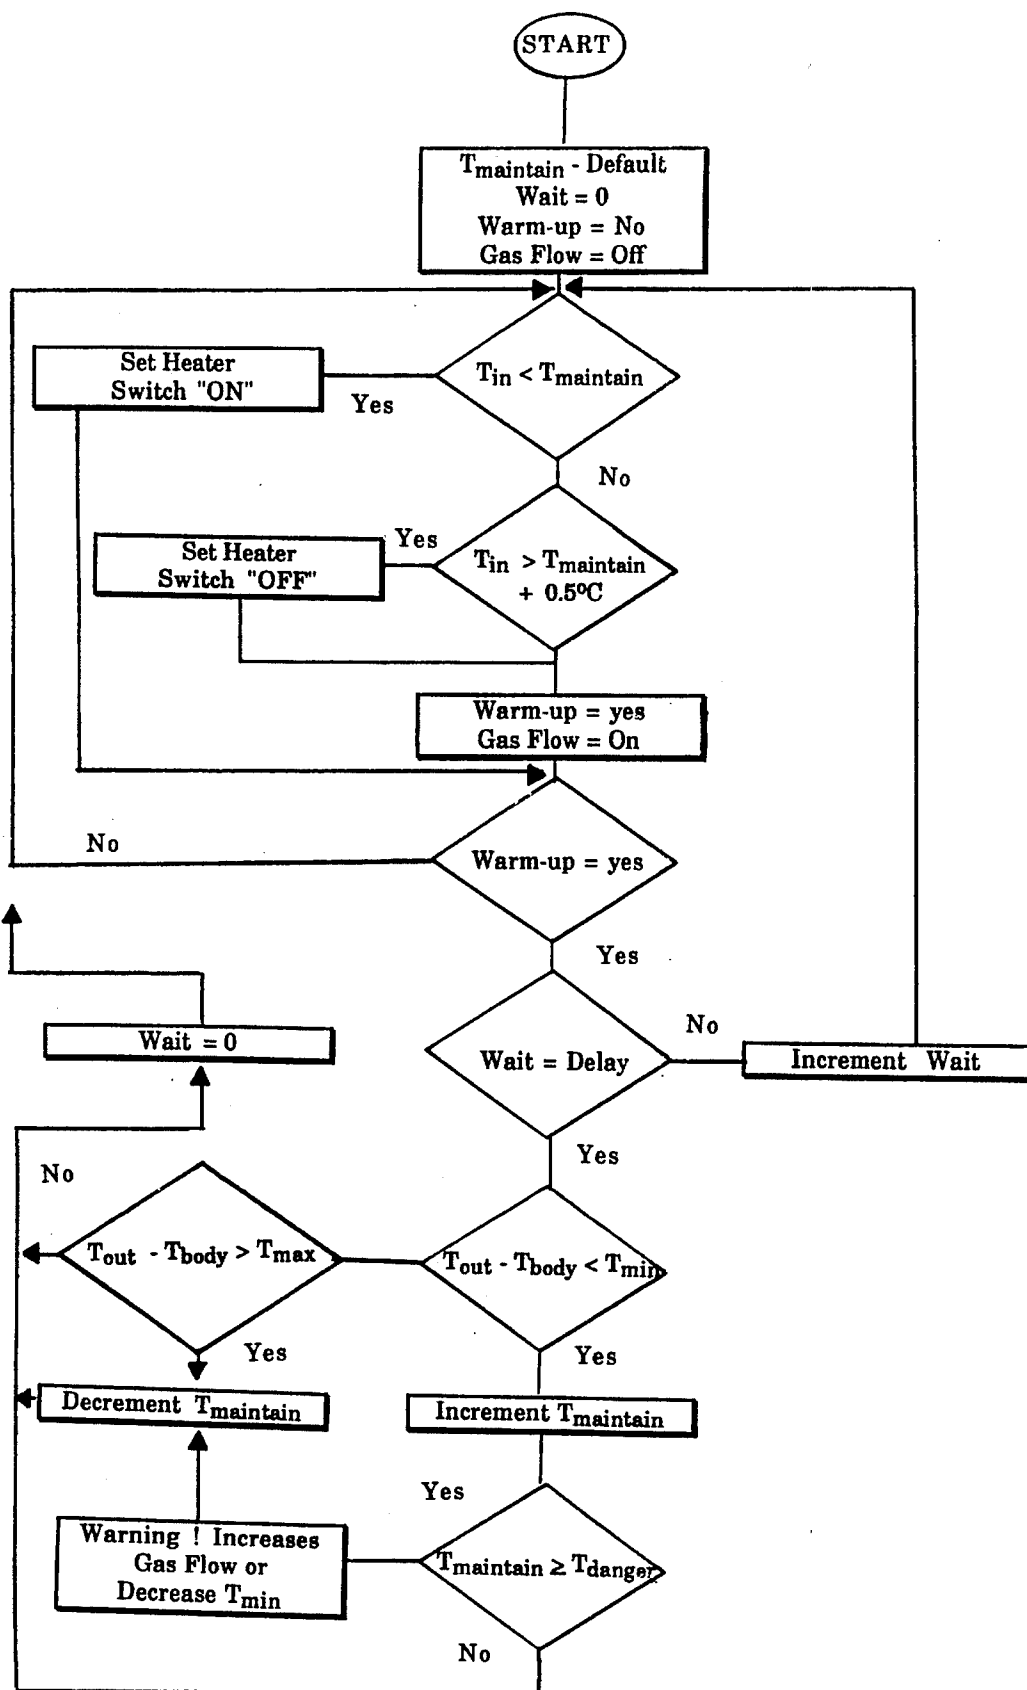 START
Tmaintain - Default
Wait = 0
Warm-up = No
Gas Flow = Off
Tin < Tmaintain
Set Heater
Switch "ON"
Yes
No
Tin > Tmaintain
+ 0.5ºC
Yes
Set Heater
Switch "OFF"
Warm-up = yes
Gas Flow = On
No
Warm-up = yes
Yes
Wait = 0
Wait = Delay
No
Increment Wait
Yes
No
Tout - Tbody > Tmax
Tout - Tbody < Tmin
Yes
Yes
Decrement Tmaintain
Increment Tmaintain
Yes
Warning ! Increases
Gas Flow or
Decrease Tmin
Tmaintain ≥ Tdanger
No